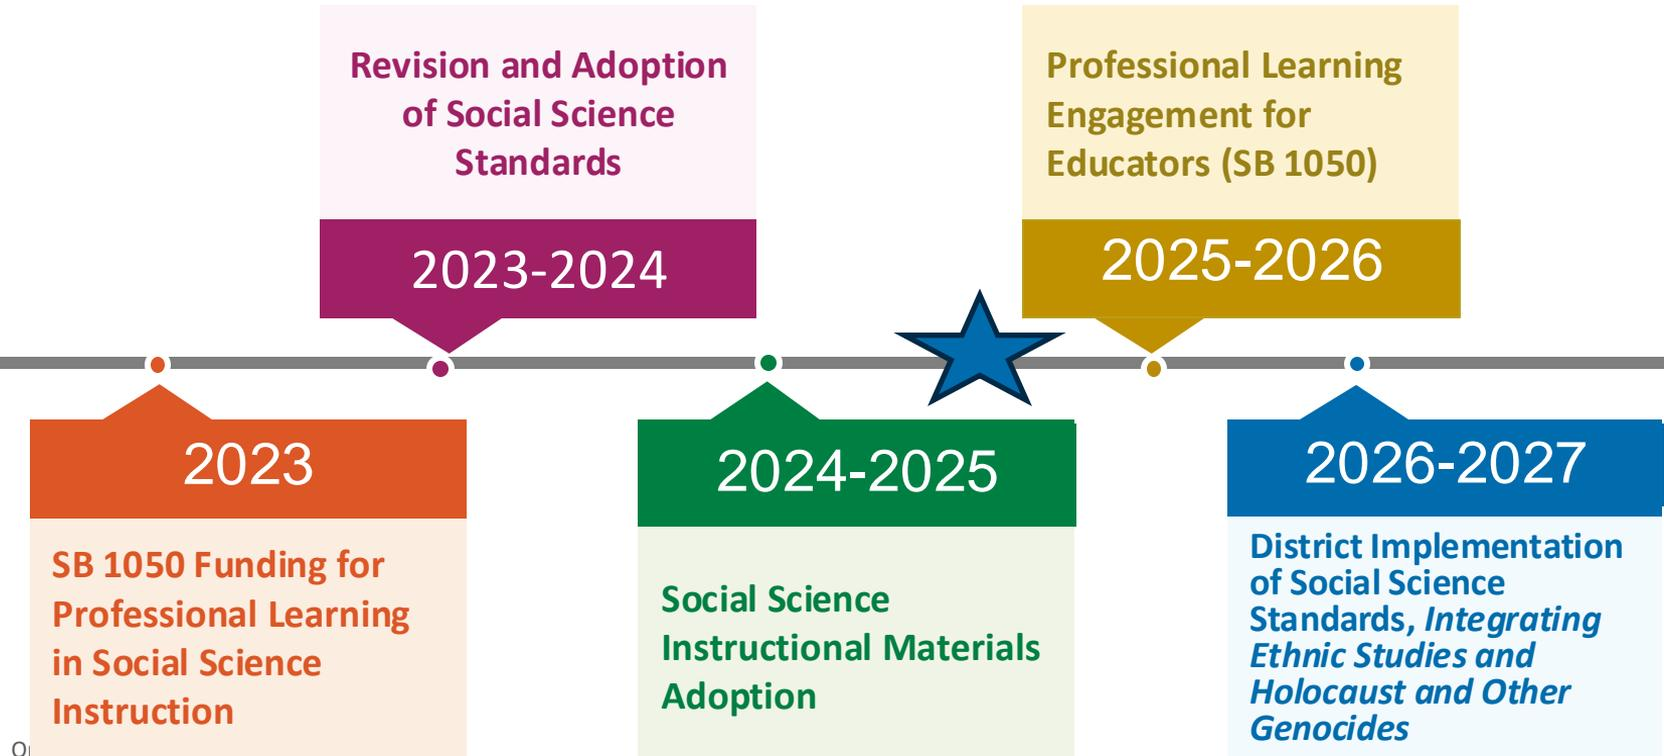 Revision and Adoption
of Social Science
Standards
2023-2024
Professional Learning
Engagement for
Educators (SB 1050)
2025-2026
2023
SB 1050 Funding for
Professional Learning
in Social Science
Instruction
2024-2025
Social Science
Instructional Materials
Adoption
2026-2027
District Implementation
of Social Science
Standards, Integrating
Ethnic Studies and
Holocaust and Other
Genocides